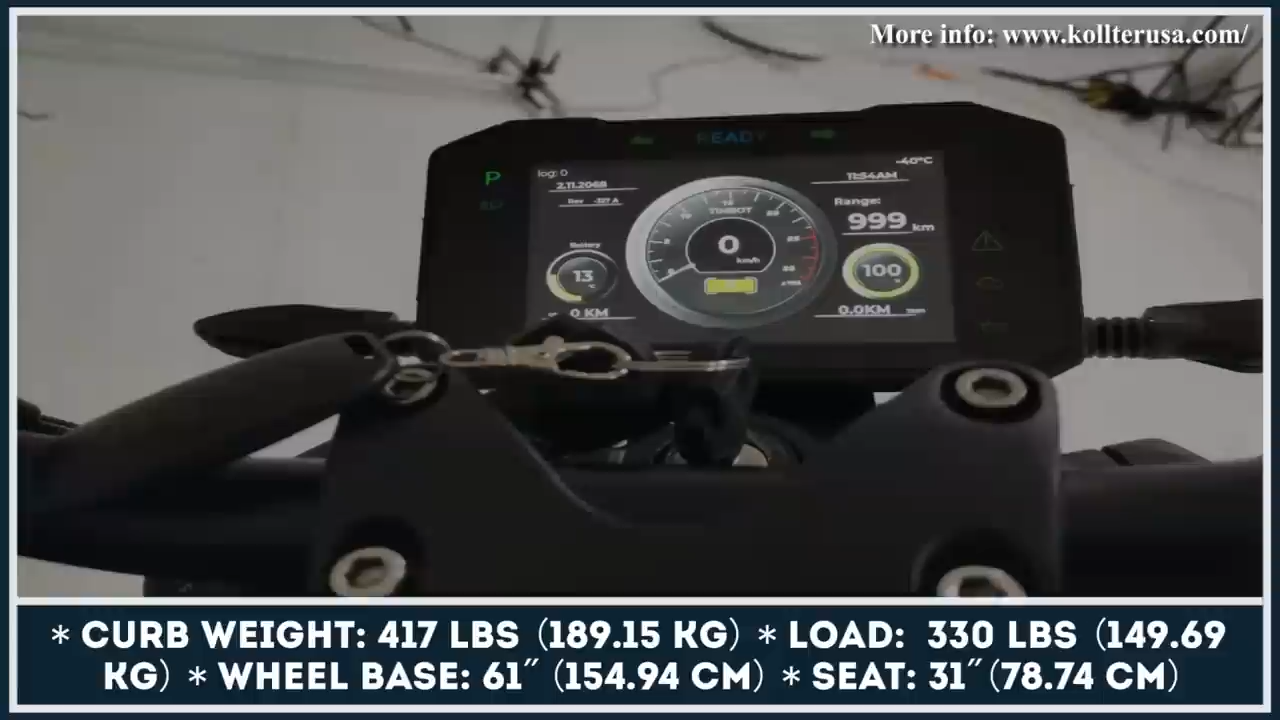 More info: www.kollterusa.com/
READY
-40°C
P
log: 0
11:54AM
2.11.2068
Range:
999 km
TINBOT
0
km/h
Battery
13
°C
100
0 KM
0.0KM
* CURB WEIGHT: 417 LBS (189.15 KG) * LOAD: 330 LBS (149.69
KG) * WHEEL BASE: 61˝ (154.94 CM) * SEAT: 31˝(78.74 CM)